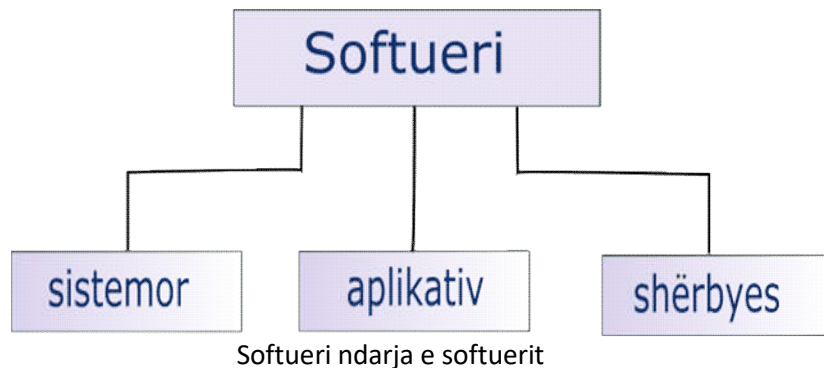 Softueri
sistemor
aplikativ
shërbyes
Softueri ndarja e softuerit